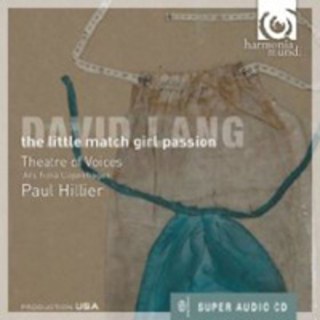 harmonia
mundi
DAVID LANG
the little match girl passion
Theatre of Voices
Ars Nova Copenhagen
Paul Hillier
PRODUCTION USA
SUPER AUDIO CD